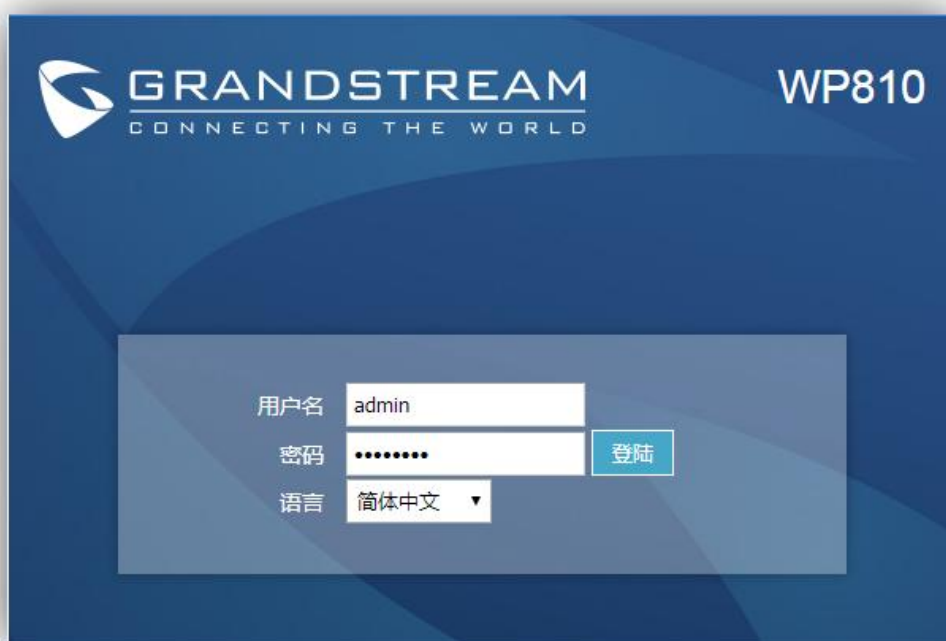 GRANDSTREAM
CONNECTING THE WORLD
WP810
用户名 admin
密码 •••••••• 登陆
语言 简体中文 ▼